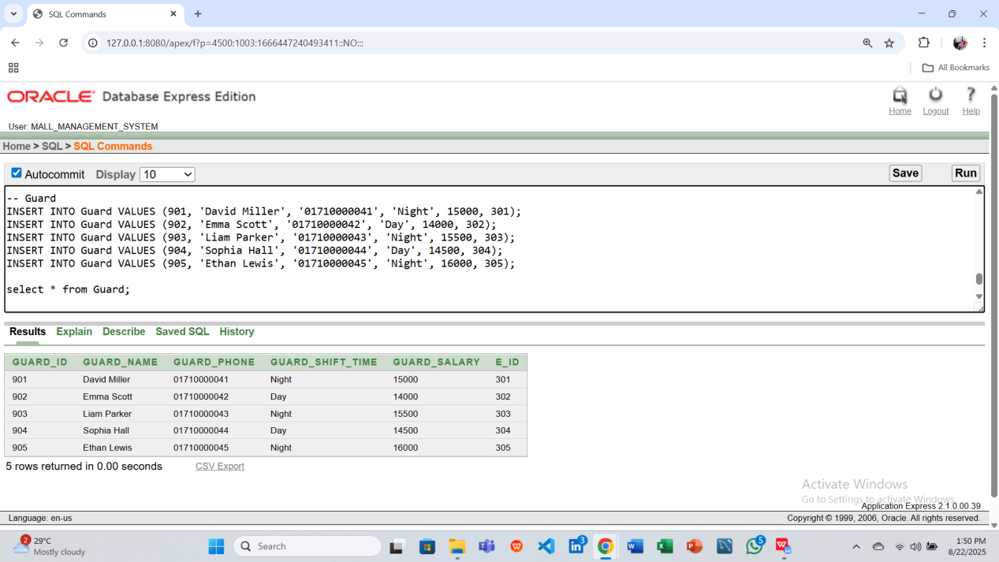 SQL Commands
127.0.0.1:8080/apex/f?p=4500:1003:1666447240493411::NO:::
All Bookmarks
ORACLE Database Express Edition
Home Logout Help
User: MALL_MANAGEMENT_SYSTEM
Home > SQL > SQL Commands
Autocommit Display 10 Save Run
-- Guard
INSERT INTO Guard VALUES (901, 'David Miller', '01710000041', 'Night', 15000, 301);
INSERT INTO Guard VALUES (902, 'Emma Scott', '01710000042', 'Day', 14000, 302);
INSERT INTO Guard VALUES (903, 'Liam Parker', '01710000043', 'Night', 15500, 303);
INSERT INTO Guard VALUES (904, 'Sophia Hall', '01710000044', 'Day', 14500, 304);
INSERT INTO Guard VALUES (905, 'Ethan Lewis', '01710000045', 'Night', 16000, 305);
select * from Guard;
Results Explain Describe Saved SQL History
GUARD_ID GUARD_NAME GUARD_PHONE GUARD_SHIFT_TIME GUARD_SALARY E_ID
901 David Miller 01710000041 Night 15000 301
902 Emma Scott 01710000042 Day 14000 302
903 Liam Parker 01710000043 Night 15500 303
904 Sophia Hall 01710000044 Day 14500 304
905 Ethan Lewis 01710000045 Night 16000 305
5 rows returned in 0.00 seconds CSV Export
Activate Windows
Go to Settings to activate Windows.
Application Express 2.1.0.00.39
Language: en-us Copyright © 1999, 2006, Oracle. All rights reserved.
2 29°C
Mostly cloudy
Search
3
5
1:50 PM
8/22/2025